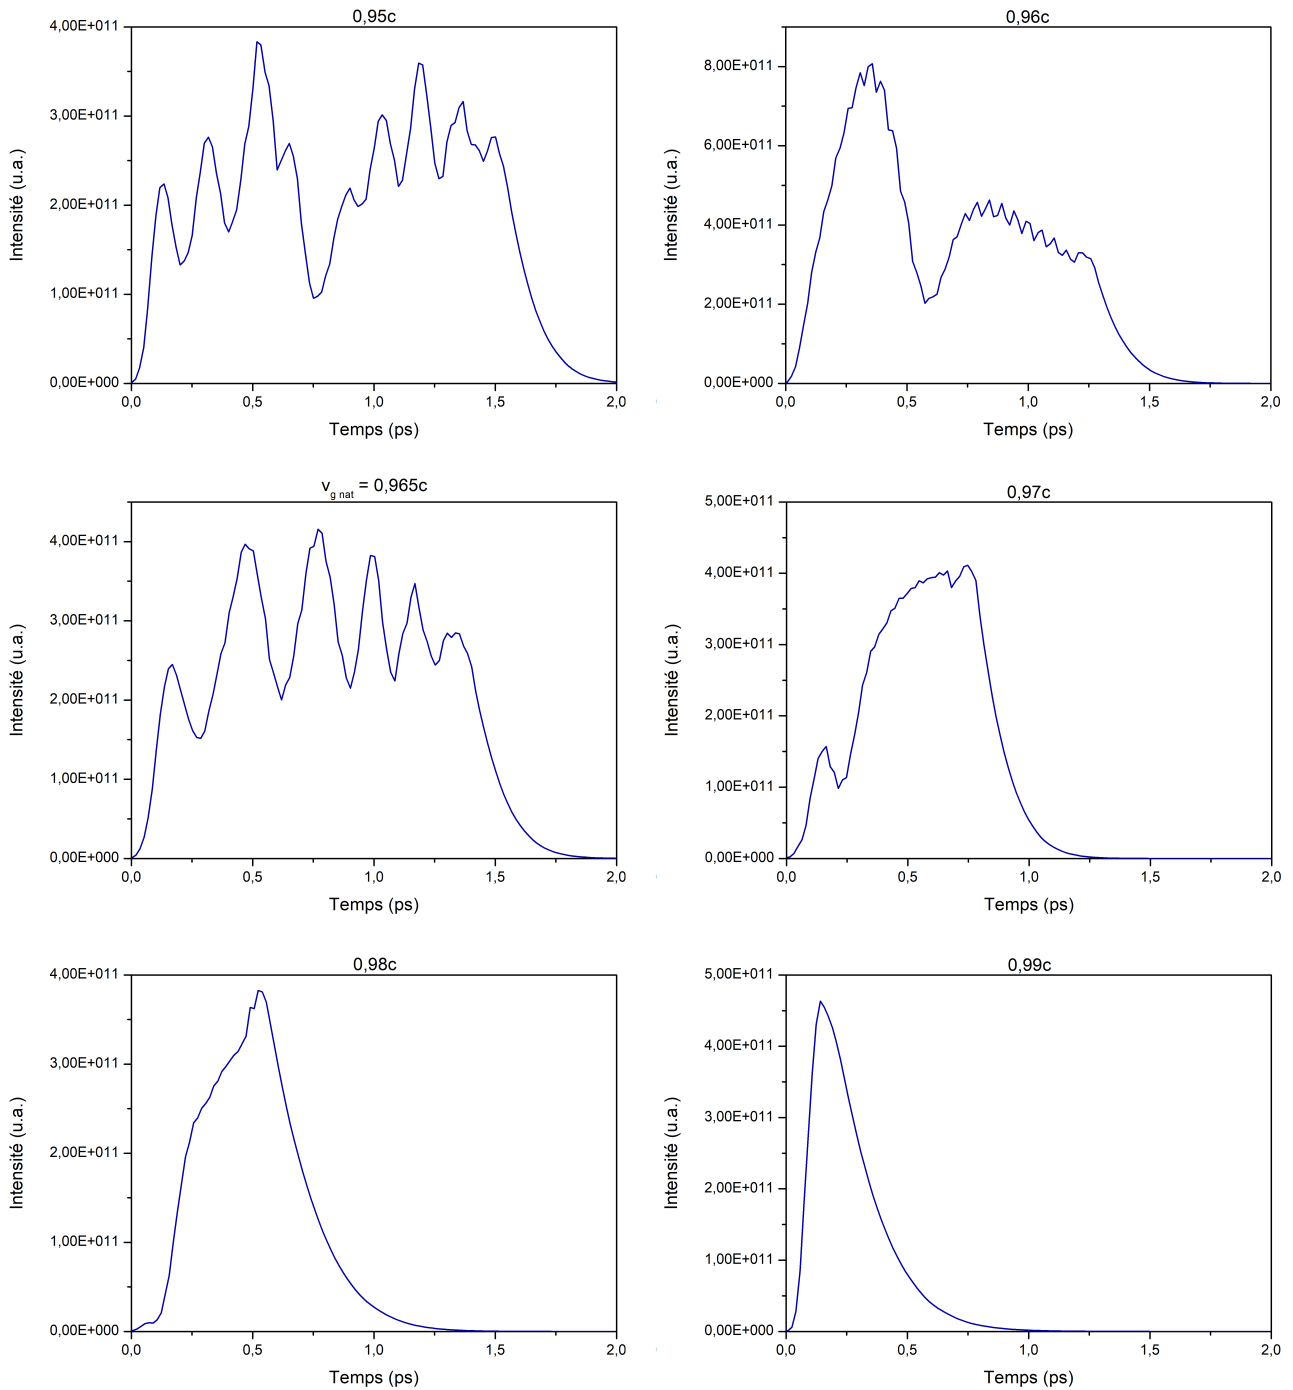 0,95c
4,00E+011
3,00E+011
2,00E+011
1,00E+011
0,00E+000
Intensité (u.a.)
0,0 0,5 1,0 1,5 2,0
Temps (ps)
0,96c
8,00E+011
6,00E+011
4,00E+011
2,00E+011
0,00E+000
Intensité (u.a.)
0,0 0,5 1,0 1,5 2,0
Temps (ps)
v g nat = 0,965c
4,00E+011
3,00E+011
2,00E+011
1,00E+011
0,00E+000
Intensité (u.a.)
0,0 0,5 1,0 1,5 2,0
Temps (ps)
0,97c
5,00E+011
4,00E+011
3,00E+011
2,00E+011
1,00E+011
0,00E+000
Intensité (u.a.)
0,0 0,5 1,0 1,5 2,0
Temps (ps)
0,98c
4,00E+011
3,00E+011
2,00E+011
1,00E+011
0,00E+000
Intensité (u.a.)
0,0 0,5 1,0 1,5 2,0
Temps (ps)
0,99c
5,00E+011
4,00E+011
3,00E+011
2,00E+011
1,00E+011
0,00E+000
Intensité (u.a.)
0,0 0,5 1,0 1,5 2,0
Temps (ps)